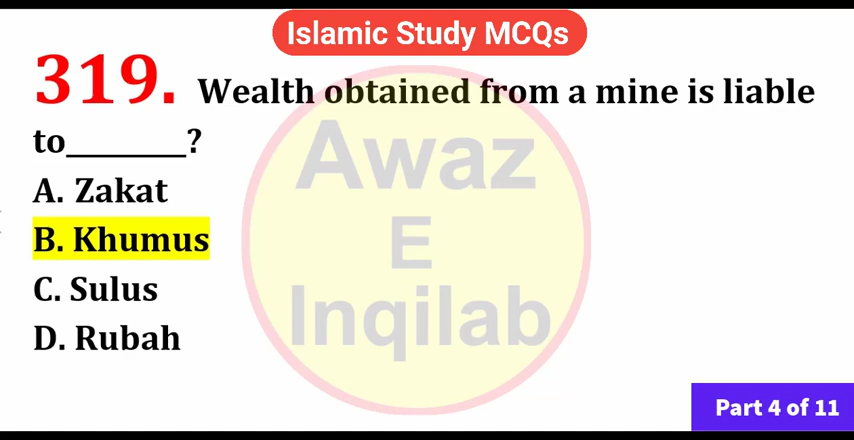 Islamic Study MCQs
319. Wealth obtained from a mine is liable
to________?
A. Zakat
B. Khumus
C. Sulus
D. Rubah
Awaz
E
Inqilab
Part 4 of 11